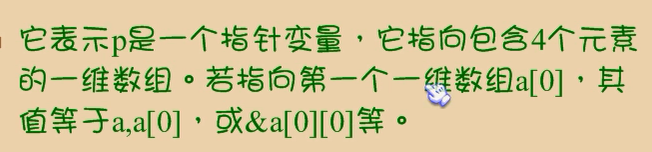 它表示p是一个指针变量，它指向包含4个元素
的一维数组。若指向第一个一维数组a[0]，其
值等于a,a[0]，或&a[0][0]等。